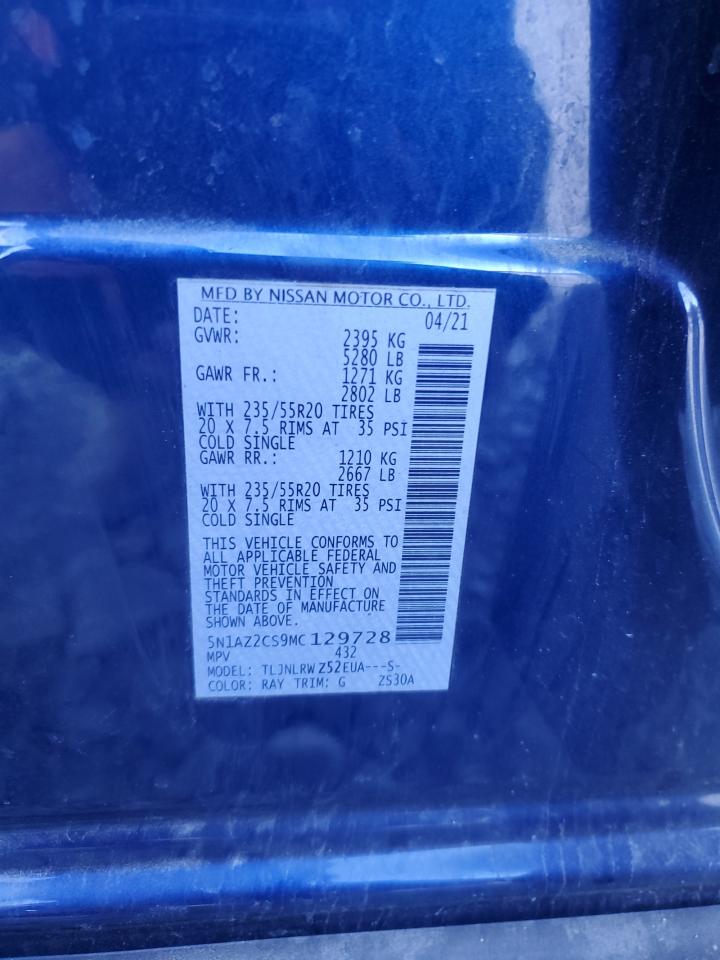 MFD BY NISSAN MOTOR CO., LTD.
DATE: 04/21
GVWR: 2395 KG
5280 LB
GAWR FR.: 1271 KG
2802 LB
WITH 235/55R20 TIRES
20 X 7.5 RIMS AT 35 PSI
COLD SINGLE
GAWR RR.: 1210 KG
2667 LB
WITH 235/55R20 TIRES
20 X 7.5 RIMS AT 35 PSI
COLD SINGLE
THIS VEHICLE CONFORMS TO
ALL APPLICABLE FEDERAL
MOTOR VEHICLE SAFETY AND
THEFT PREVENTION
STANDARDS IN EFFECT ON
THE DATE OF MANUFACTURE
SHOWN ABOVE.
5N1AZ2CS9MC129728
MPV 432
MODEL: TLJNLRWZ52EUA---S-
COLOR: RAY TRIM: G ZS30A